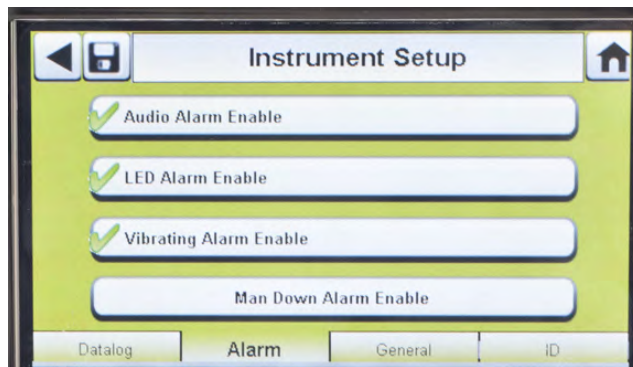 Instrument Setup
Audio Alarm Enable
LED Alarm Enable
Vibrating Alarm Enable
Man Down Alarm Enable
Datalog Alarm General ID